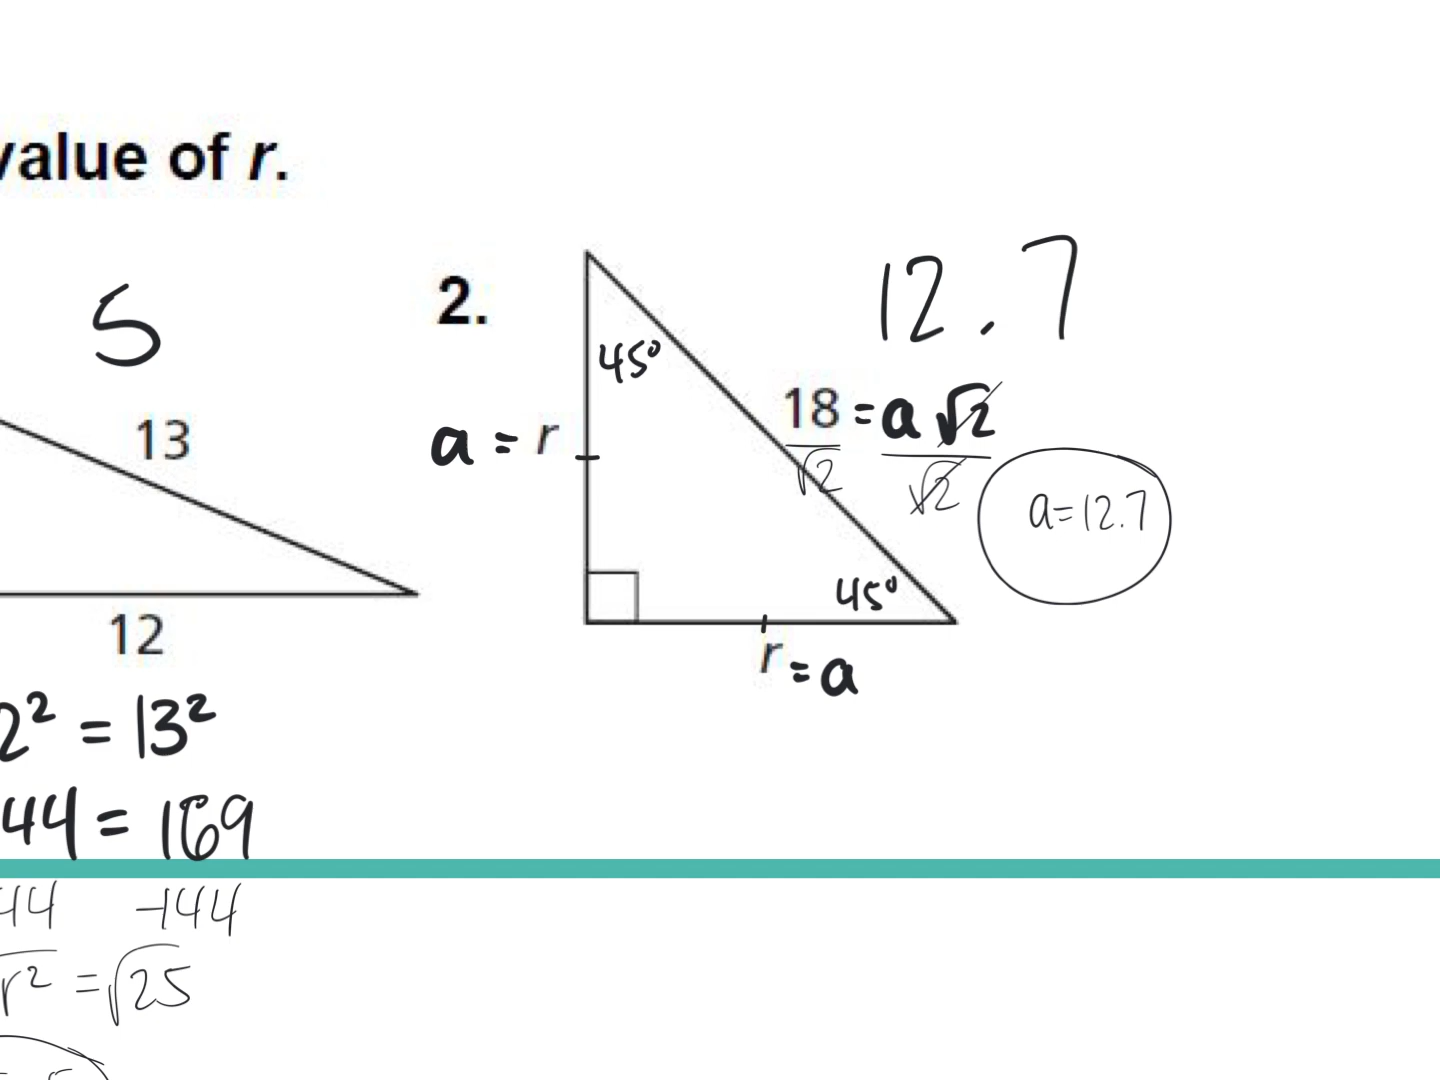 value of r.
5
13
12
2² = 13²
44 = 169
44 -144
r² = √25
2.
12.7
45°
18 = a √2
√2 √2
a = r
a = 12.7
45°
r = a